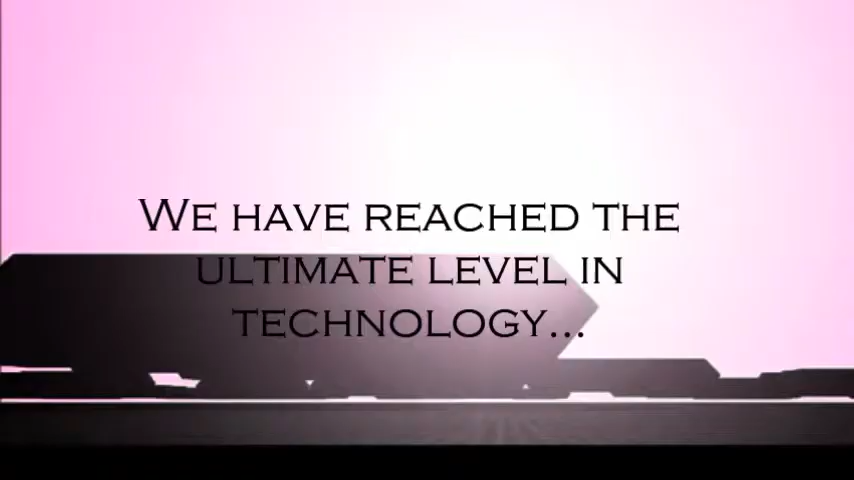 We have reached the
ultimate level in
technology...